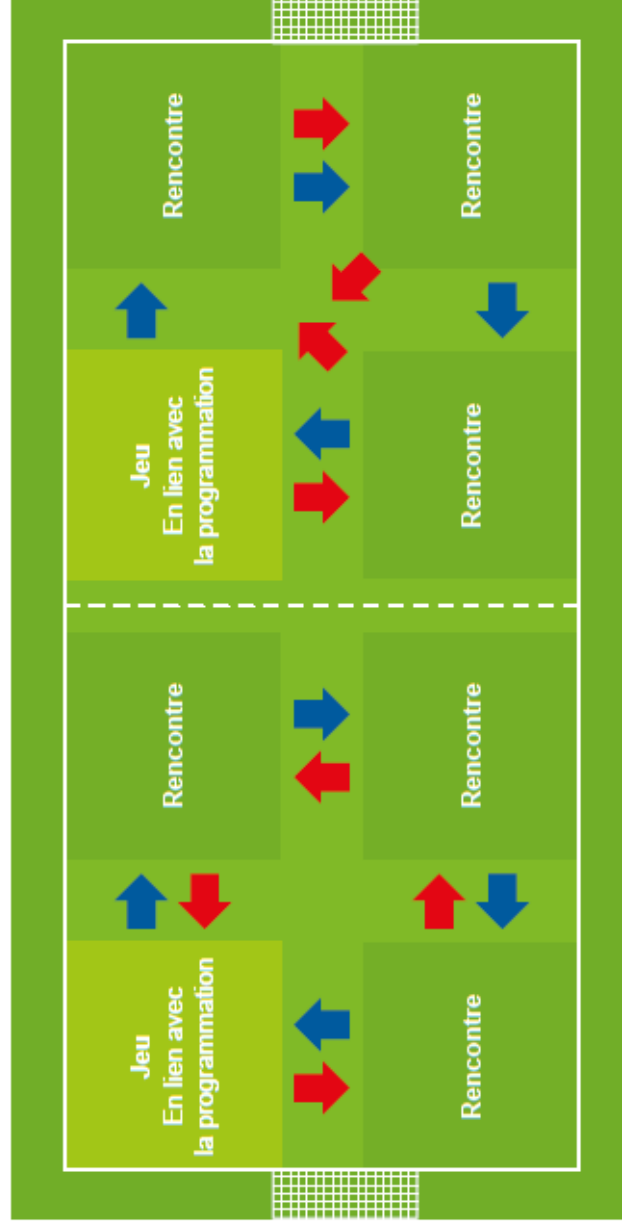 Jeu
En lien avec
la programmation
Rencontre
Jeu
En lien avec
la programmation
Rencontre
Rencontre
Rencontre
Rencontre
Rencontre